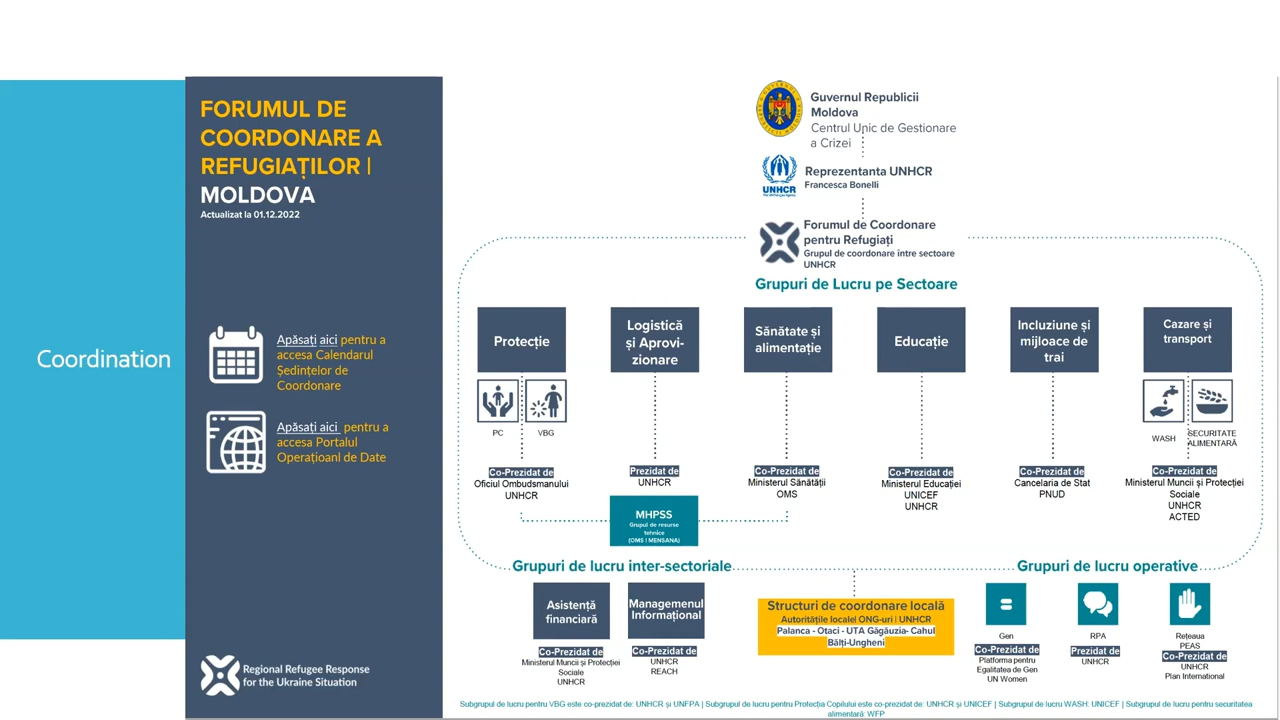 Coordination
FORUMUL DE
COORDONARE A
REFUGIAȚILOR |
MOLDOVA
Actualizat la 01.12.2022
Apăsați aici pentru a
accesa Calendarul
Ședințelor de
Coordonare
Apăsați aici pentru a
accesa Portalul
Operațioanl de Date
Regional Refugee Response
for the Ukraine Situation
Guvernul Republicii
Moldova
Centrul Unic de Gestionare
a Crizei
UNHCR
Reprezentanta UNHCR
Francesca Bonelli
Forumul de Coordonare
pentru Refugiați
Grupul de coordonare intre sectoare
UNHCR
Grupuri de Lucru pe Sectoare
Protecție
PC
VBG
Co-Prezidat de
Oficiul Ombudsmanului
UNHCR
Logistică
și Aprovi-
zionare
Prezidat de
UNHCR
Sănătate și
alimentație
Co-Prezidat de
Ministerul Sănătății
OMS
Educație
Co-Prezidat de
Ministerul Educației
UNICEF
UNHCR
Incluziune și
mijloace de
trai
Co-Prezidat de
Cancelaria de Stat
PNUD
Cazare și
transport
WASH
SECURITATE
ALIMENTARĂ
Co-Prezidat de
Ministerul Muncii și Protecției
Sociale
UNHCR
ACTED
MHPSS
Grupul de resurse
tehnice
(OMS | MENSANA)
Grupuri de lucru inter-sectoriale
Asistență
financiară
Co-Prezidat de
Ministerul Muncii și Protecției
Sociale
UNHCR
Managemenul
Informațional
Co-Prezidat de
UNHCR
REACH
Structuri de coordonare locală
Autoritățile localel ONG-uri | UNHCR
Palanca - Otaci - UTA Găgăuzia- Cahul
Bălți-Ungheni
Grupuri de lucru operative
Gen
Co-Prezidat de
Platforma pentru
Egalitatea de Gen
UN Women
RPA
Prezidat de
UNHCR
Rețeaua
PEAS
Co-Prezidat de
UNHCR
Plan International
Subgrupul de lucru pentru VBG este co-prezidat de: UNHCR și UNFPA | Subgrupul de lucru pentru Protecția Copilului este co-prezidat de: UNHCR și UNICEF | Subgrupul de lucru WASH: UNICEF | Subgrupul de lucru pentru securitatea
alimentară: WFP